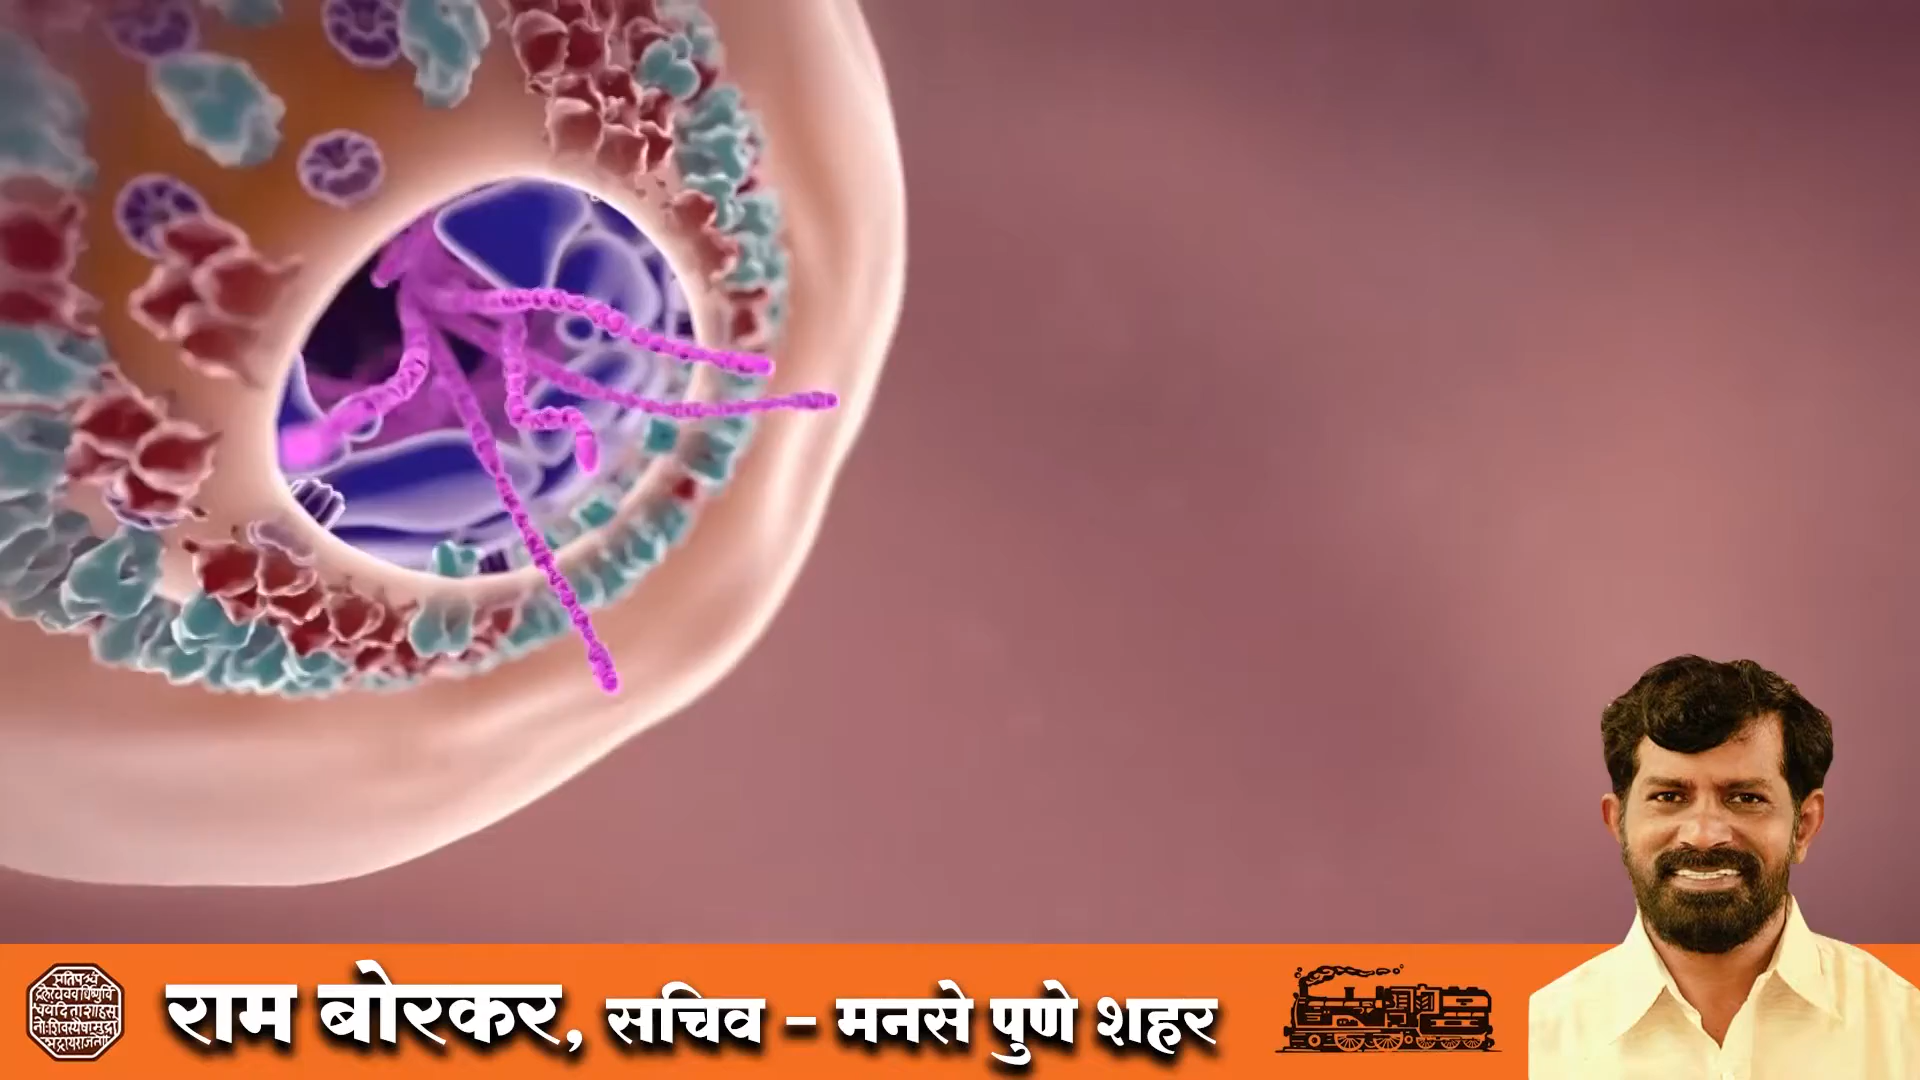 राम बोरकर, सचिव - मनसे पुणे शहर